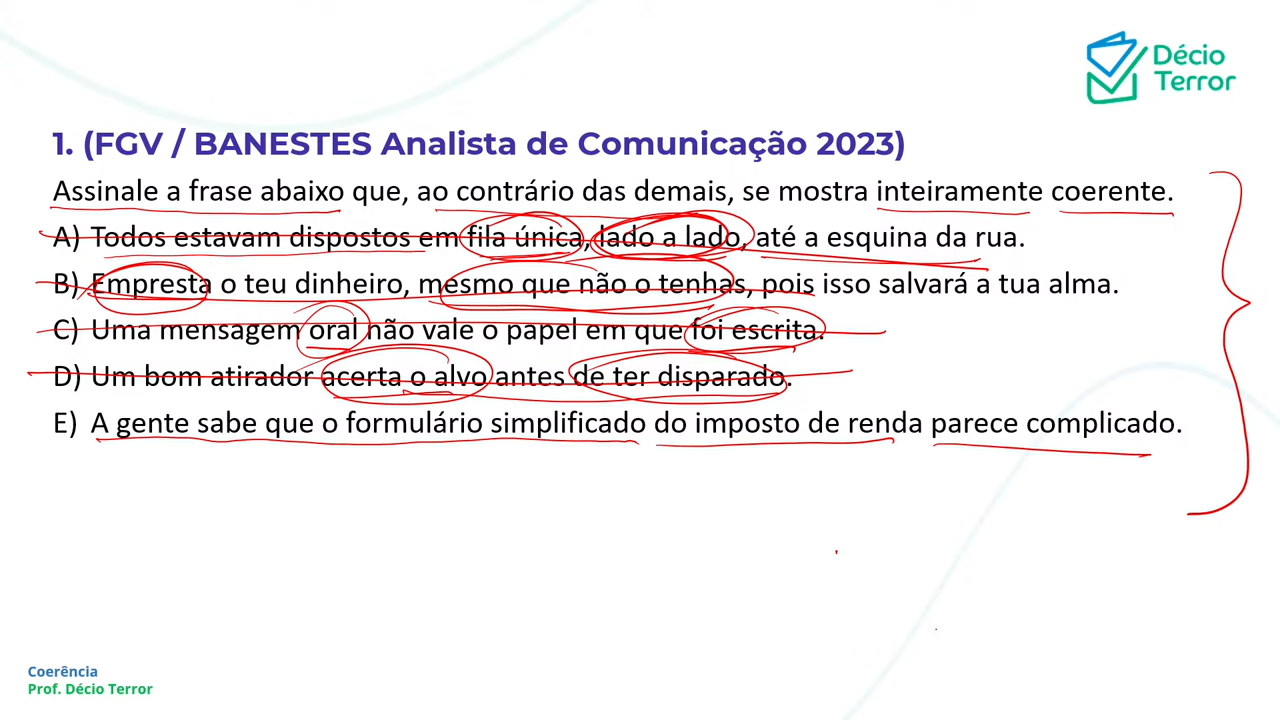 Décio
Terror
1. (FGV / BANESTES Analista de Comunicação 2023)
Assinale a frase abaixo que, ao contrário das demais, se mostra inteiramente coerente.
A) Todos estavam dispostos em fila única, lado a lado, até a esquina da rua.
B) Empresta o teu dinheiro, mesmo que não o tenhas, pois isso salvará a tua alma.
C) Uma mensagem oral não vale o papel em que foi escrita.
D) Um bom atirador acerta o alvo antes de ter disparado.
E) A gente sabe que o formulário simplificado do imposto de renda parece complicado.
Coerência
Prof. Décio Terror